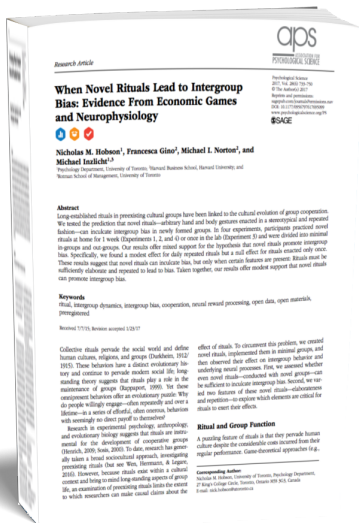 aps
ASSOCIATION FOR
PSYCHOLOGICAL SCIENCE
Research Article
Psychological Science
2017, Vol. 28(6) 733–750
© The Author(s) 2017
Reprints and permissions:
sagepub.com/journalsPermissions.nav
www.psychologicalscience.org/PS
SAGE
When Novel Rituals Lead to Intergroup
Bias: Evidence From Economic Games
and Neurophysiology
Nicholas M. Hobson1, Francesca Gino2, Michael I. Norton2, and
Michael Inzlicht1,3
1Psychology Department, University of Toronto; 2Harvard Business School, Harvard University; and
3Rotman School of Management, University of Toronto
Abstract
Long-established rituals in preexisting cultural groups have been linked to the cultural evolution of group cooperation.
We tested the prediction that novel rituals—arbitrary hand and body gestures enacted in a stereotypical and repeated
fashion—can inculcate intergroup bias in newly formed groups. In four experiments, participants practiced novel
rituals at home for 1 week (Experiments 1, 2, and 4) or once in the lab (Experiment 3) and were divided into minimal
in-groups and out-groups. Our results offer mixed support for the hypothesis that novel rituals promote intergroup
bias. Specifically, we found a modest effect for daily repeated rituals but a null effect for rituals enacted only once.
These results suggest that novel rituals can inculcate bias, but only when certain features are present: Rituals must be
sufficiently elaborate and repeated to lead to bias. Taken together, our results offer modest support that novel rituals
can promote intergroup bias.
Keywords
ritual, intergroup dynamics, intergroup bias, cooperation, neural reward processing, open data, open materials,
preregistered
Received 7/7/15; Revision accepted 1/23/17
Collective rituals pervade the social world and define
human cultures, religions, and groups (Durkheim, 1912/
1915). These behaviors have a distinct evolutionary his-
tory and continue to pervade modern social life; long-
standing theory suggests that rituals play a role in the
maintenance of groups (Rappaport, 1999). Yet these
omnipresent behaviors offer an evolutionary puzzle: Why
do people willingly engage—often repeatedly and over a
lifetime—in a series of effortful, often onerous, behaviors
with seemingly no direct payoff to themselves?
Research in experimental psychology, anthropology,
and evolutionary biology suggests that rituals are instru-
mental for the development of cooperative groups
(Henrich, 2009; Sosis, 2000). To date, research has gener-
ally taken a broad sociocultural approach, investigating
preexisting rituals (but see Wen, Herrmann, & Legare,
2016). However, because rituals exist within a cultural
context and bring to mind long-standing aspects of group
life, an examination of preexisting rituals limits the extent
to which researchers can make causal claims about the
effect of rituals. To circumvent this problem, we created
novel rituals, implemented them in minimal groups, and
then observed their effect on intergroup behavior and
underlying neural processes. First, we assessed whether
even novel rituals—conducted with novel groups—can
be sufficient to inculcate intergroup bias. Second, we var-
ied two features of these novel rituals—elaborateness
and repetition—to explore which elements are critical for
rituals to exert their effects.
Ritual and Group Function
A puzzling feature of rituals is that they pervade human
culture despite the considerable costs incurred from their
regular performance. Game-theoretical approaches (e.g.,
Corresponding Author:
Nicholas M. Hobson, University of Toronto, Psychology Department,
27 King's College Circle, Toronto, Ontario M5S 3G3, Canada